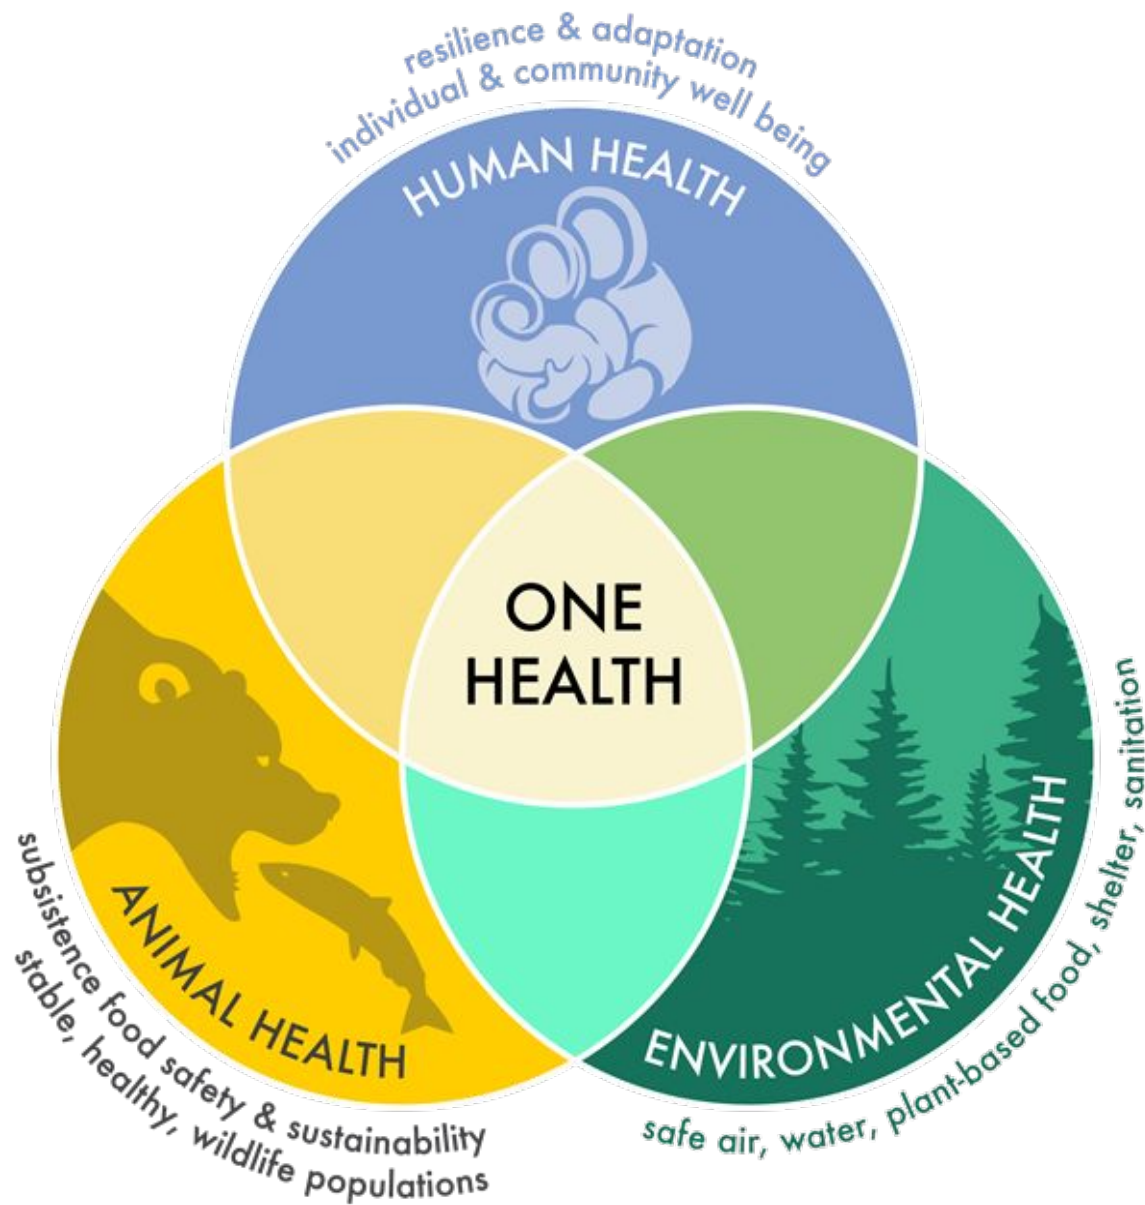 resilience & adaptation
individual & community well being
HUMAN HEALTH
ONE
HEALTH
ANIMAL HEALTH
subsistence food safety & sustainability
stable, healthy, wildlife populations
ENVIRONMENTAL HEALTH
safe air, water, plant-based food, shelter, sanitation